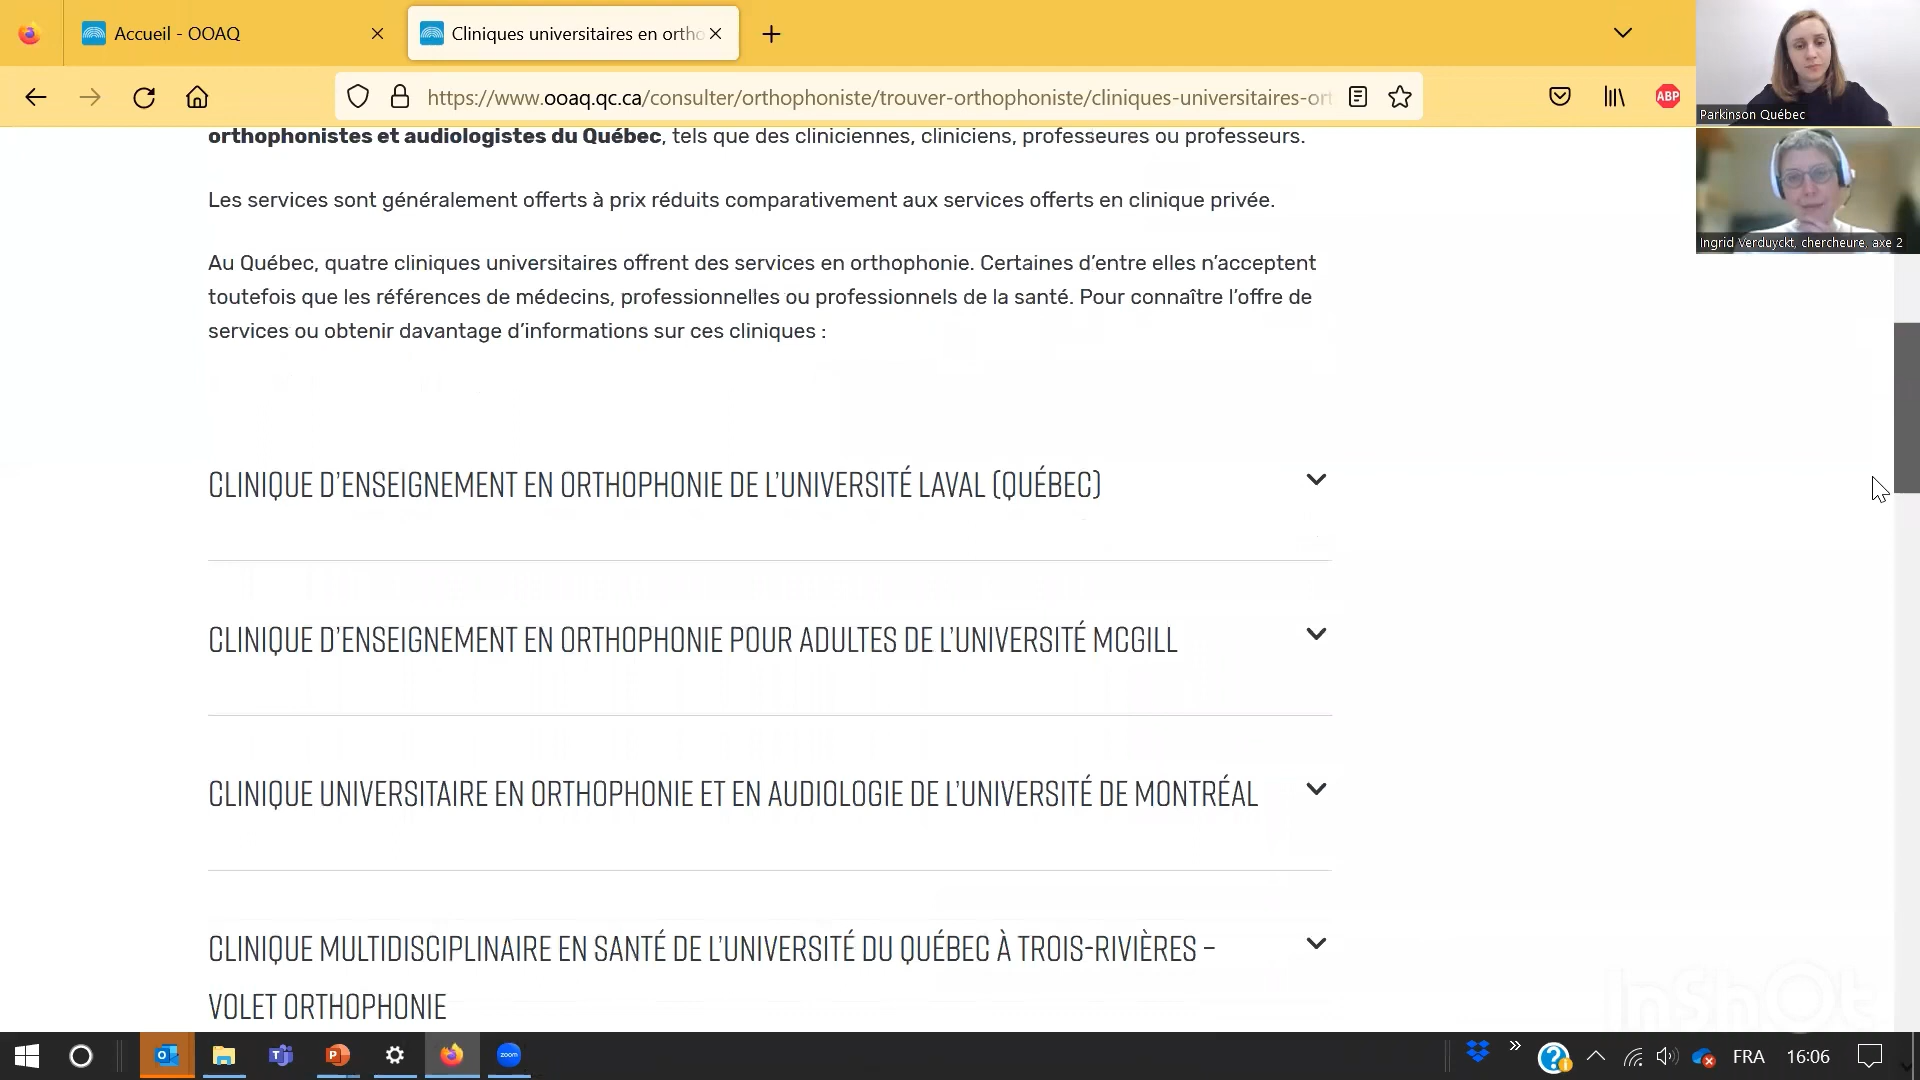 Accueil - OOAQ
Cliniques universitaires en ortho
https://www.ooaq.qc.ca/consulter/orthophoniste/trouver-orthophoniste/cliniques-universitaires-ort
ABP
Parkinson Québec
Ingrid Verduyckt, chercheure, axe 2
orthophonistes et audiologistes du Québec, tels que des cliniciennes, cliniciens, professeures ou professeurs.
Les services sont généralement offerts à prix réduits comparativement aux services offerts en clinique privée.
Au Québec, quatre cliniques universitaires offrent des services en orthophonie. Certaines d’entre elles n’acceptent
toutefois que les références de médecins, professionnelles ou professionnels de la santé. Pour connaître l’offre de
services ou obtenir davantage d’informations sur ces cliniques :
CLINIQUE D’ENSEIGNEMENT EN ORTHOPHONIE DE L’UNIVERSITÉ LAVAL (QUÉBEC)
CLINIQUE D’ENSEIGNEMENT EN ORTHOPHONIE POUR ADULTES DE L’UNIVERSITÉ MCGILL
CLINIQUE UNIVERSITAIRE EN ORTHOPHONIE ET EN AUDIOLOGIE DE L’UNIVERSITÉ DE MONTRÉAL
CLINIQUE MULTIDISCIPLINAIRE EN SANTÉ DE L’UNIVERSITÉ DU QUÉBEC À TROIS-RIVIÈRES –
VOLET ORTHOPHONIE
InShOt
zoom
FRA
16:06